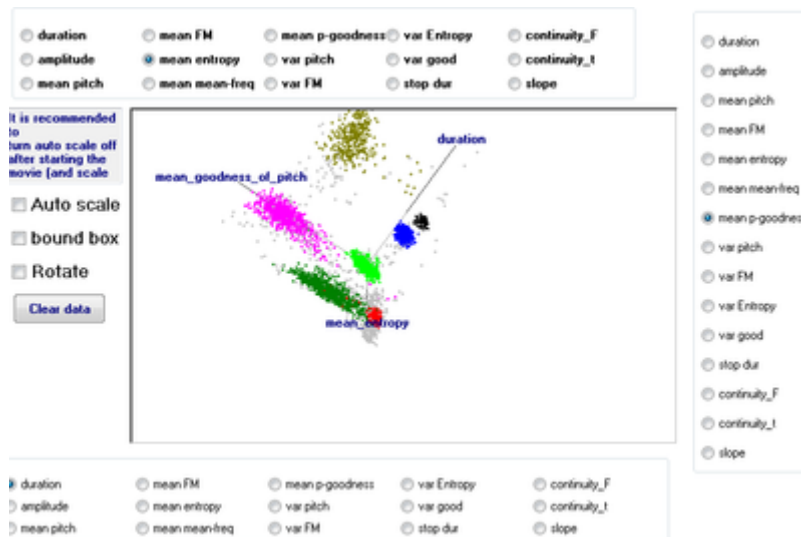 duration mean FM mean p-goodness var Entropy continuity_F
amplitude mean entropy var pitch var good continuity_t
mean pitch mean mean-freq var FM stop dur slope
It is recommended
to
turn auto scale off
after starting the
movie (and scale
Auto scale
bound box
Rotate
Clear data
duration
mean_goodness_of_pitch
mean_entropy
duration
amplitude
mean pitch
mean FM
mean entropy
mean mean-freq
mean p-goodnes
var pitch
var FM
var Entropy
var good
stop dur
continuity_F
continuity_t
slope
duration mean FM mean p-goodness var Entropy continuity_F
amplitude mean entropy var pitch var good continuity_t
mean pitch mean mean-freq var FM stop dur slope